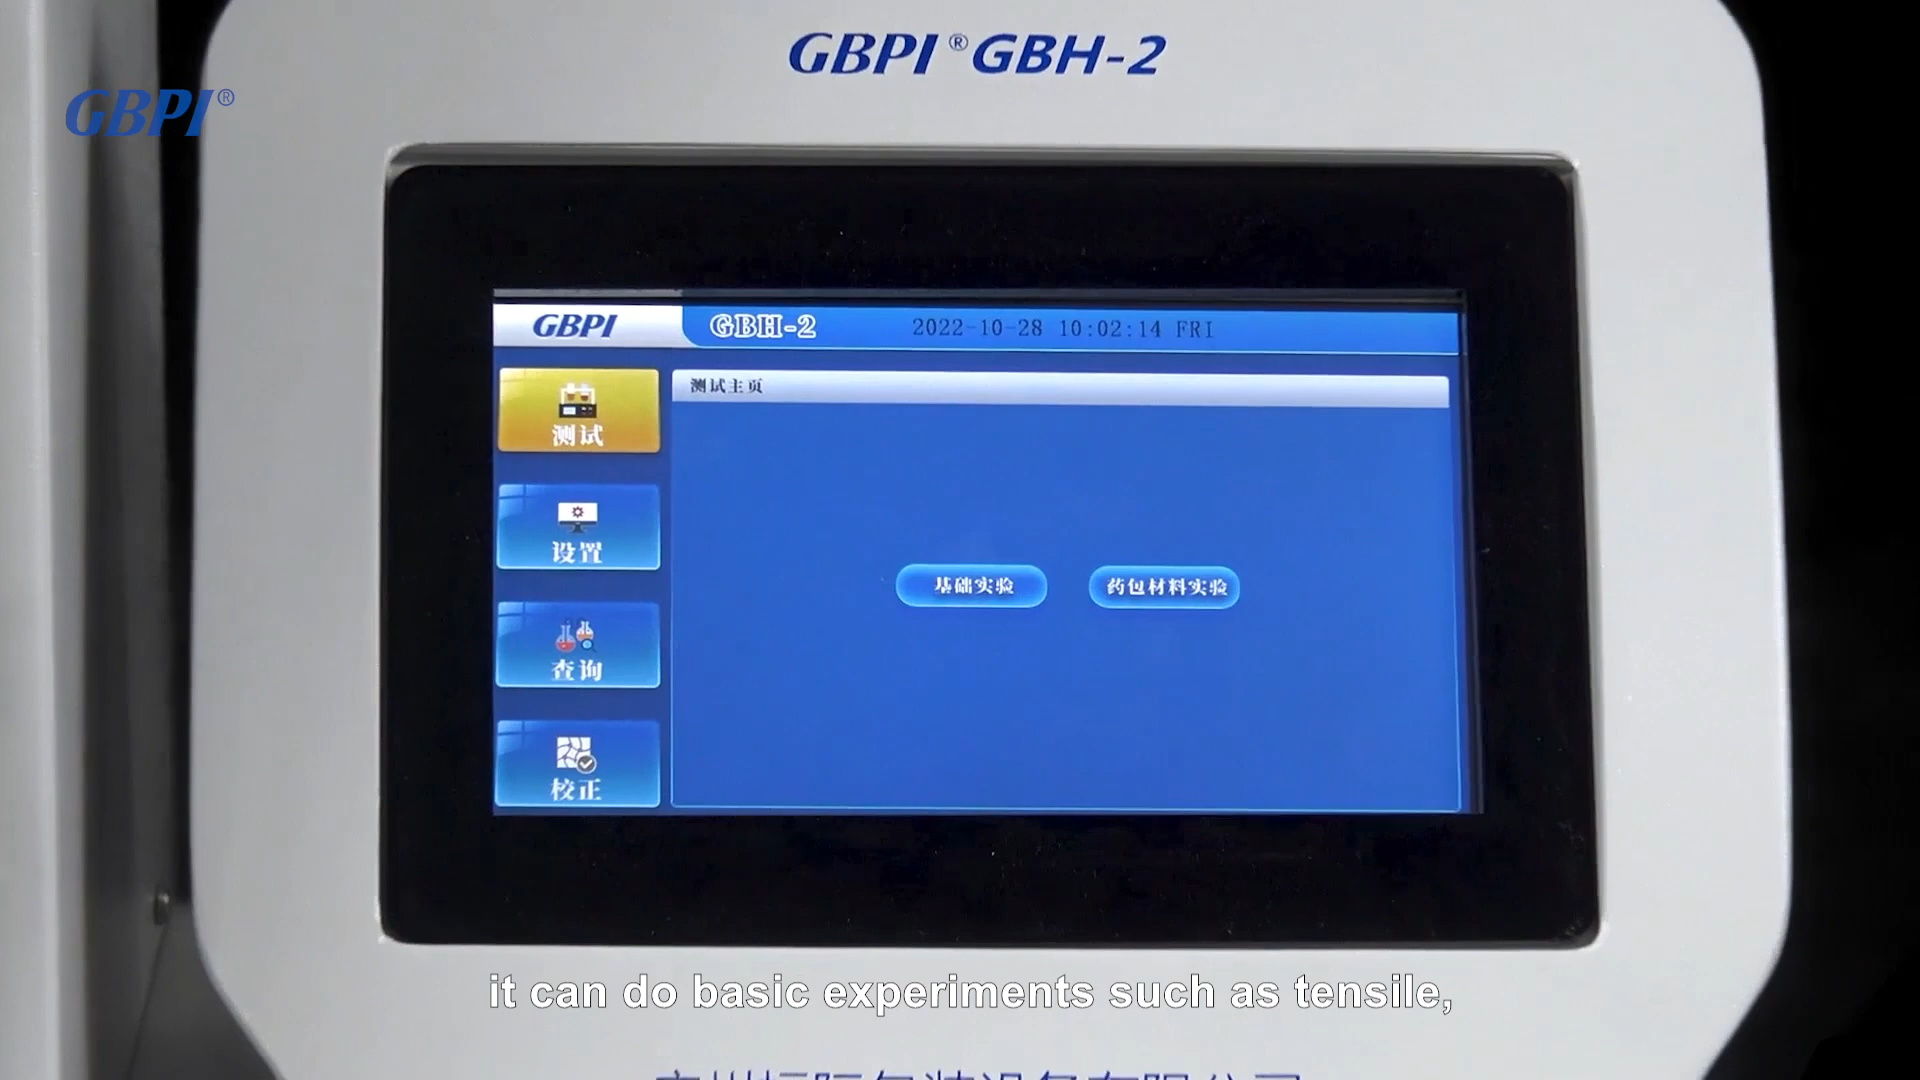 GBPI® GBH-2
GBPI®
GBPI GBH-2 2022-10-28 10:02:14 FRI
测试主页
测试
设置
基础实验 药包材料实验
查询
校正
it can do basic experiments such as tensile,